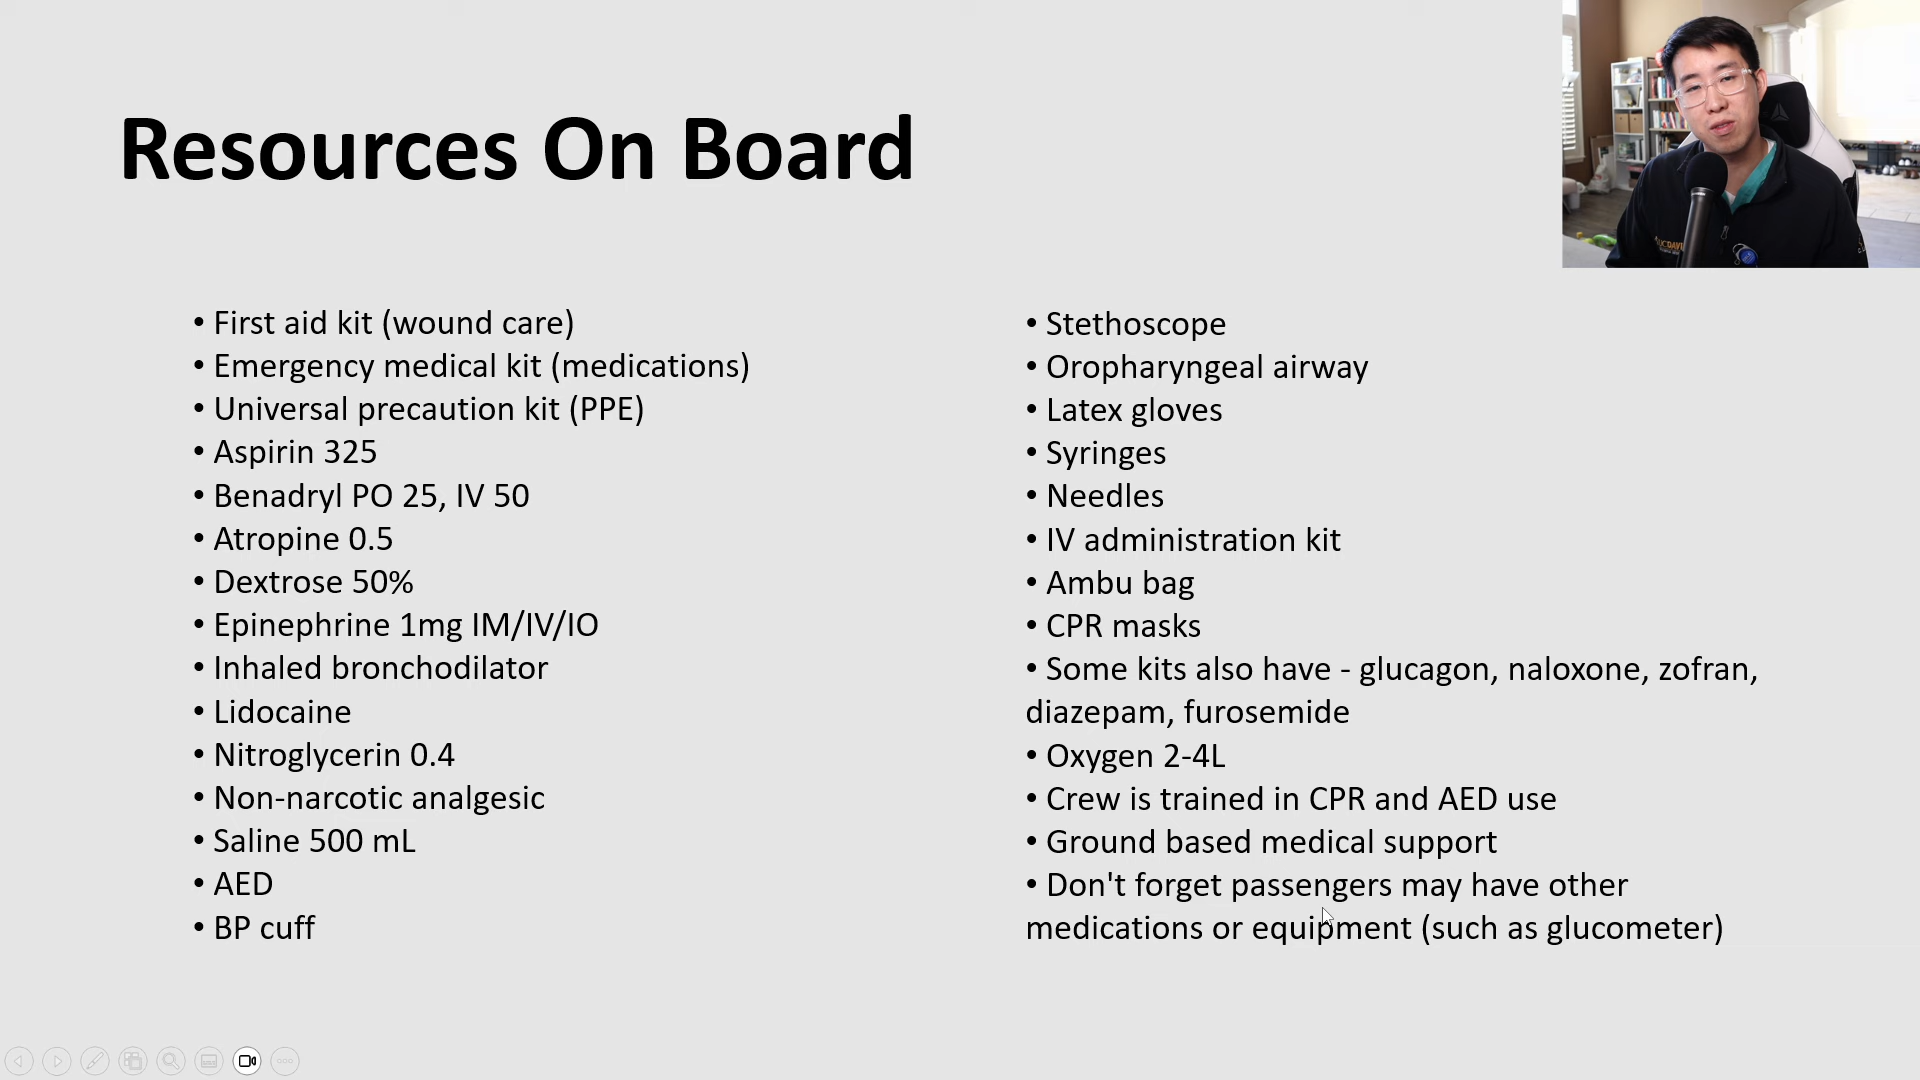 Resources On Board
• First aid kit (wound care)
• Emergency medical kit (medications)
• Universal precaution kit (PPE)
• Aspirin 325
• Benadryl PO 25, IV 50
• Atropine 0.5
• Dextrose 50%
• Epinephrine 1mg IM/IV/IO
• Inhaled bronchodilator
• Lidocaine
• Nitroglycerin 0.4
• Non-narcotic analgesic
• Saline 500 mL
• AED
• BP cuff
• Stethoscope
• Oropharyngeal airway
• Latex gloves
• Syringes
• Needles
• IV administration kit
• Ambu bag
• CPR masks
• Some kits also have - glucagon, naloxone, zofran,
diazepam, furosemide
• Oxygen 2-4L
• Crew is trained in CPR and AED use
• Ground based medical support
• Don't forget passengers may have other
medications or equipment (such as glucometer)